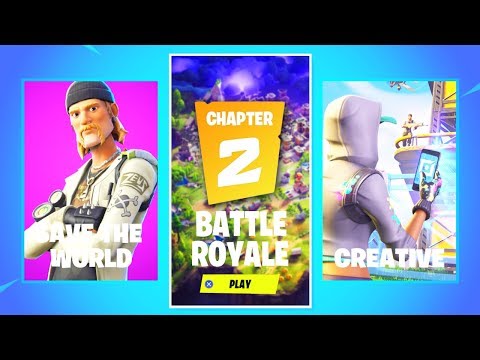 SAVE THE
WORLD
CHAPTER
2
BATTLE
ROYALE
PLAY
CREATIVE